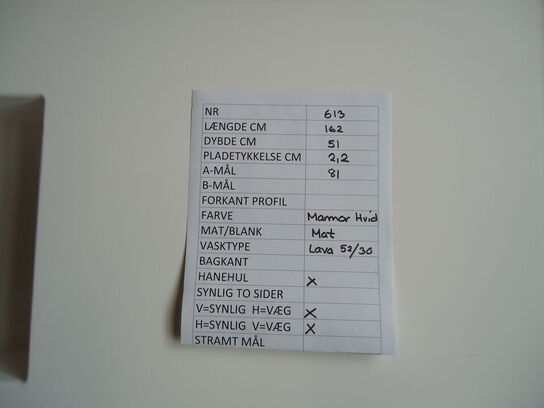 NR 613
LÆNGDE CM 162
DYBDE CM 51
PLADETYKKELSE CM 2,2
A-MÅL 81
B-MÅL
FORKANT PROFIL
FARVE Marmor Hvid
MAT/BLANK Mat
VASKTYPE Lava 52/30
BAGKANT
HANEHUL X
SYNLIG TO SIDER
V=SYNLIG H=VÆG X
H=SYNLIG V=VÆG X
STRAMT MÅL